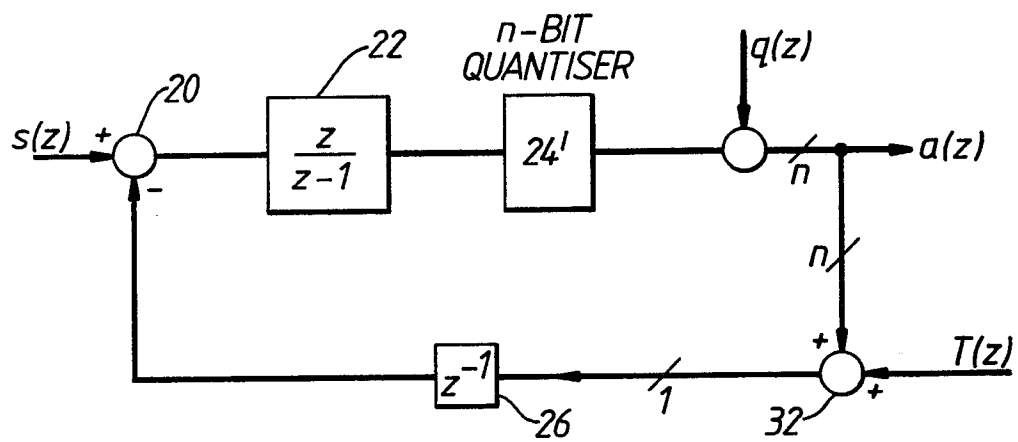 n-BIT
QUANTISER
22
q(z)
20
s(z)
+
z
z-1
24'
a(z)
n
-
n
z⁻¹
+
T(z)
1
+
26
32